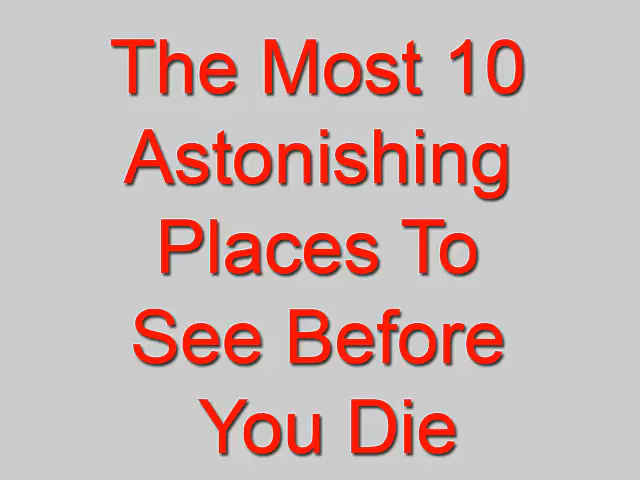 The Most 10
Astonishing
Places To
See Before
You Die